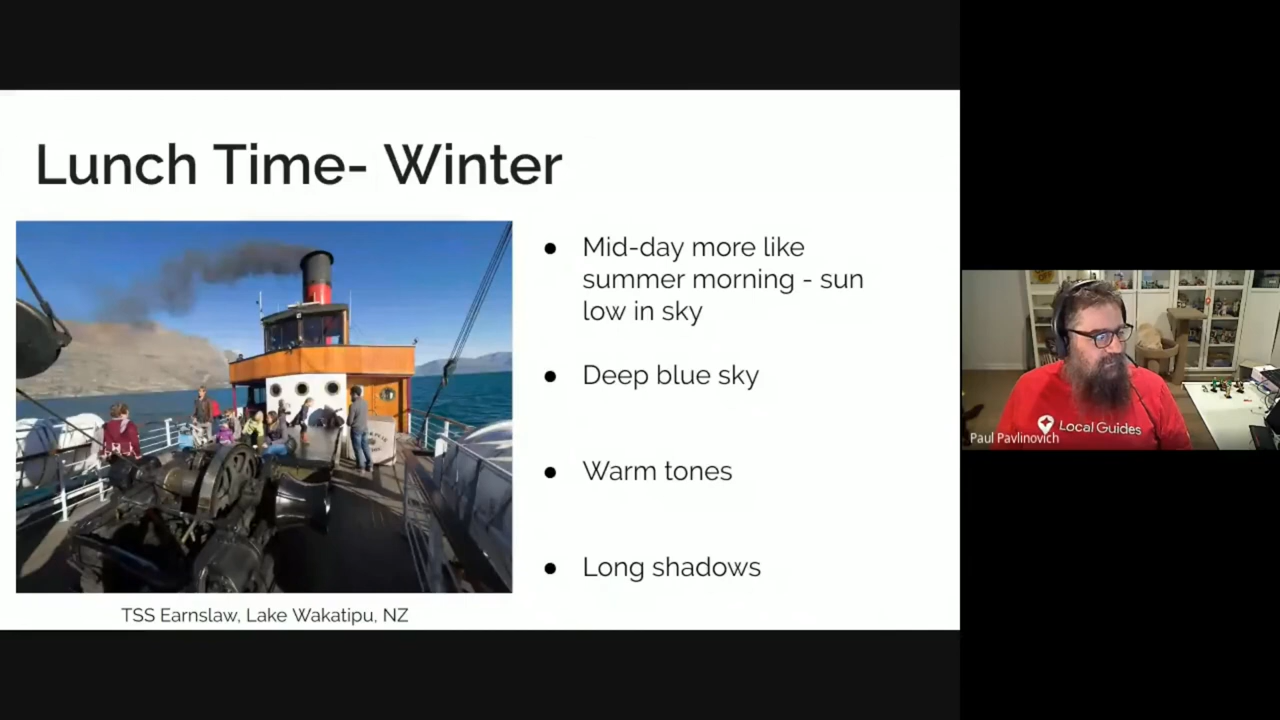 Lunch Time- Winter
● Mid-day more like
summer morning - sun
low in sky
● Deep blue sky
● Warm tones
● Long shadows
TSS Earnslaw, Lake Wakatipu, NZ
Local Guides
Paul Pavlinovich